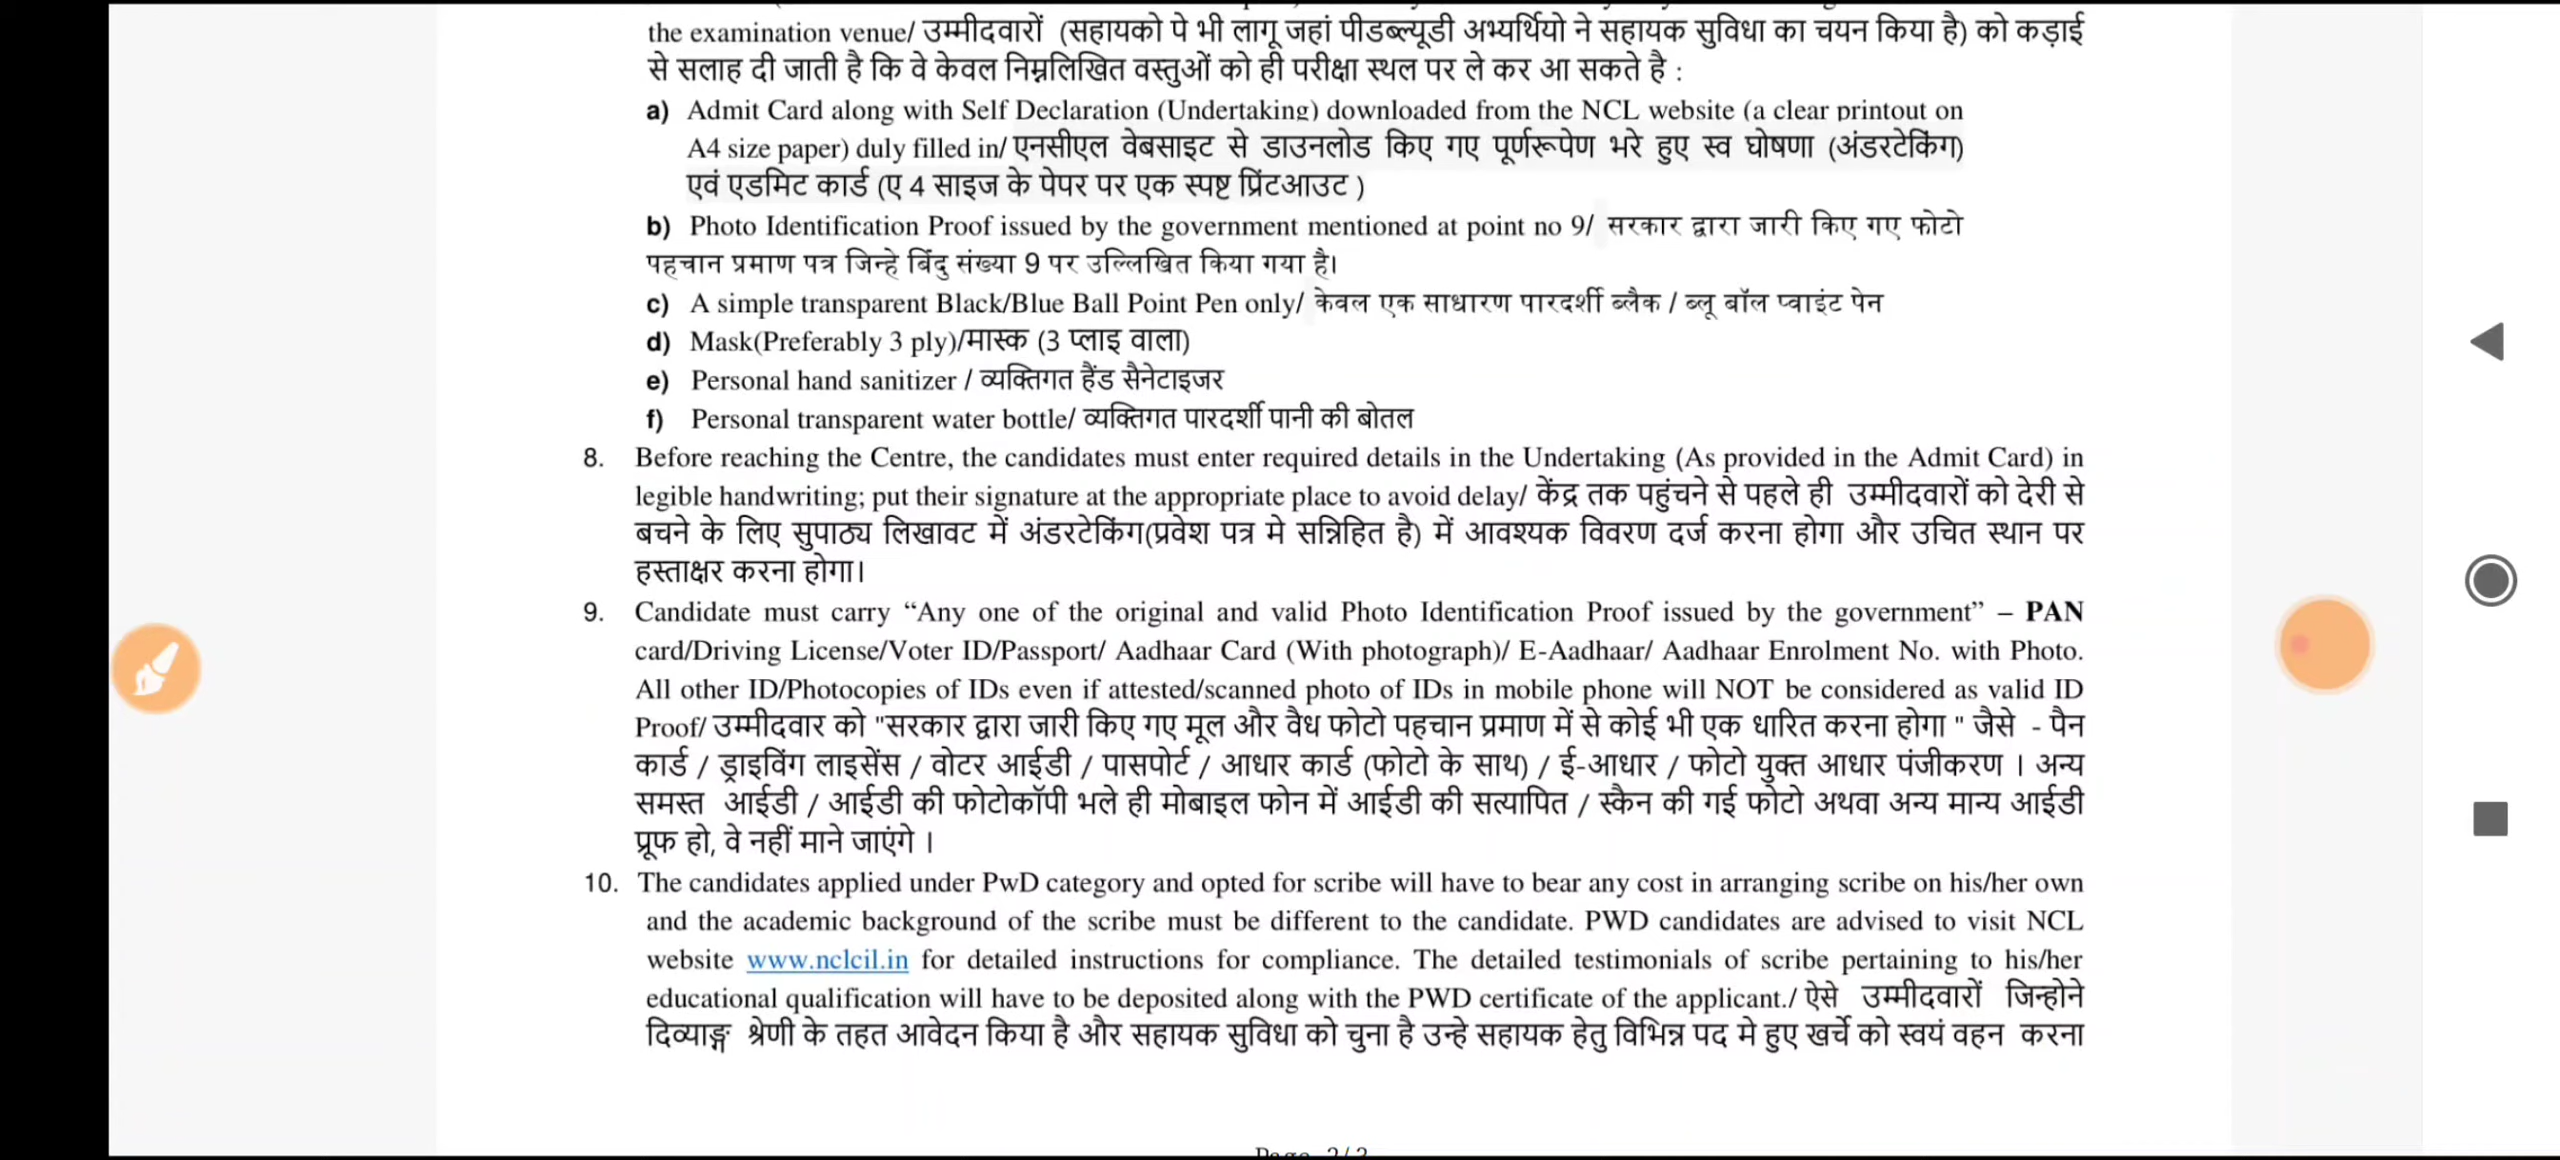 the examination venue/ उम्मीदवारों (सहायको पे भी लागू जहां पीडब्ल्यूडी अभ्यर्थियो ने सहायक सुविधा का चयन किया है) को कड़ाई
से सलाह दी जाती है कि वे केवल निम्नलिखित वस्तुओं को ही परीक्षा स्थल पर ले कर आ सकते है :
a) Admit Card along with Self Declaration (Undertaking) downloaded from the NCL website (a clear printout on
A4 size paper) duly filled in/ एनसीएल वेबसाइट से डाउनलोड किए गए पूर्णरूपेण भरे हुए स्व घोषणा (अंडरटेकिंग)
एवं एडमिट कार्ड (ए 4 साइज के पेपर पर एक स्पष्ट प्रिंटआउट )
b) Photo Identification Proof issued by the government mentioned at point no 9/ सरकार द्वारा जारी किए गए फोटो
पहचान प्रमाण पत्र जिन्हे बिंदु संख्या 9 पर उल्लिखित किया गया है।
c) A simple transparent Black/Blue Ball Point Pen only/ केवल एक साधारण पारदर्शी ब्लैक / ब्लू बॉल प्वाइंट पेन
d) Mask(Preferably 3 ply)/मास्क (3 प्लाइ वाला)
e) Personal hand sanitizer / व्यक्तिगत हैंड सैनेटाइजर
f) Personal transparent water bottle/ व्यक्तिगत पारदर्शी पानी की बोतल
8. Before reaching the Centre, the candidates must enter required details in the Undertaking (As provided in the Admit Card) in
legible handwriting; put their signature at the appropriate place to avoid delay/ केंद्र तक पहुंचने से पहले ही उम्मीदवारों को देरी से
बचने के लिए सुपाठ्य लिखावट में अंडरटेकिंग(प्रवेश पत्र मे सन्निहित है) में आवश्यक विवरण दर्ज करना होगा और उचित स्थान पर
हस्ताक्षर करना होगा।
9. Candidate must carry “Any one of the original and valid Photo Identification Proof issued by the government” – PAN
card/Driving License/Voter ID/Passport/ Aadhaar Card (With photograph)/ E-Aadhaar/ Aadhaar Enrolment No. with Photo.
All other ID/Photocopies of IDs even if attested/scanned photo of IDs in mobile phone will NOT be considered as valid ID
Proof/ उम्मीदवार को "सरकार द्वारा जारी किए गए मूल और वैध फोटो पहचान प्रमाण में से कोई भी एक धारित करना होगा " जैसे - पैन
कार्ड / ड्राइविंग लाइसेंस / वोटर आईडी / पासपोर्ट / आधार कार्ड (फोटो के साथ) / ई-आधार / फोटो युक्त आधार पंजीकरण । अन्य
समस्त आईडी / आईडी की फोटोकॉपी भले ही मोबाइल फोन में आईडी की सत्यापित / स्कैन की गई फोटो अथवा अन्य मान्य आईडी
प्रूफ हो, वे नहीं माने जाएंगे ।
10. The candidates applied under PwD category and opted for scribe will have to bear any cost in arranging scribe on his/her own
and the academic background of the scribe must be different to the candidate. PWD candidates are advised to visit NCL
website www.nclcil.in for detailed instructions for compliance. The detailed testimonials of scribe pertaining to his/her
educational qualification will have to be deposited along with the PWD certificate of the applicant./ ऐसे उम्मीदवारों जिन्होने
दिव्याङ्ग श्रेणी के तहत आवेदन किया है और सहायक सुविधा को चुना है उन्हे सहायक हेतु विभिन्न पद मे हुए खर्चे को स्वयं वहन करना